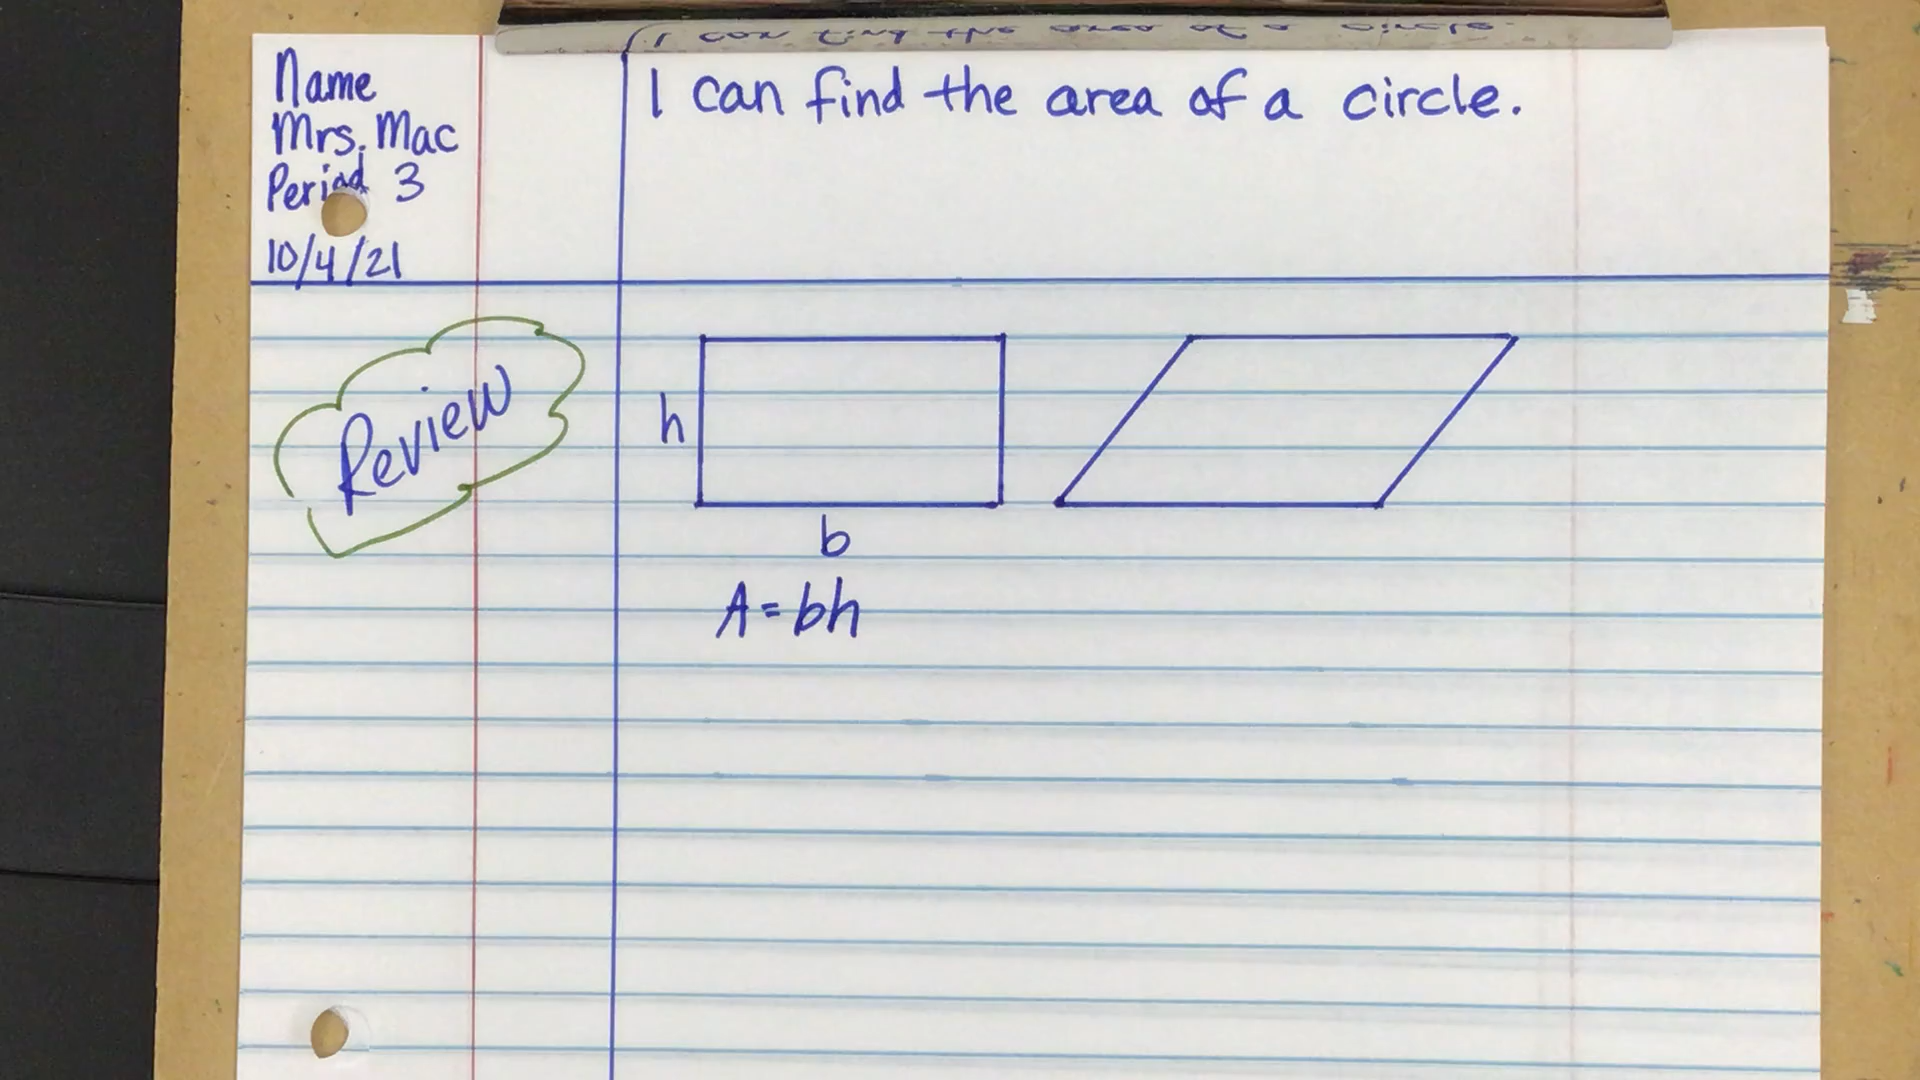 Name
Mrs. Mac
Period 3
10/4/21
I can find the area of a circle.
Review
h
b
A = bh